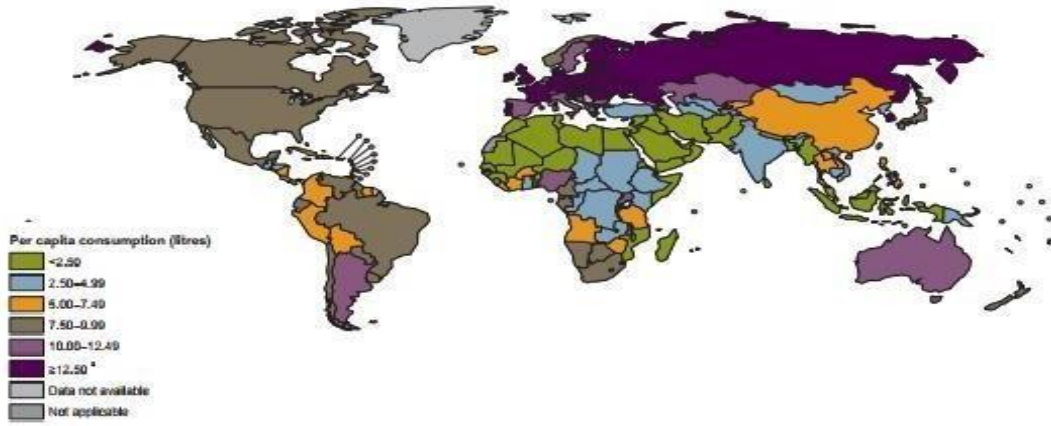 Per capita consumption (litres)
<2.50
2.50–4.99
5.00–7.49
7.50–9.99
10.00–12.49
≥12.50 *
Data not available
Not applicable